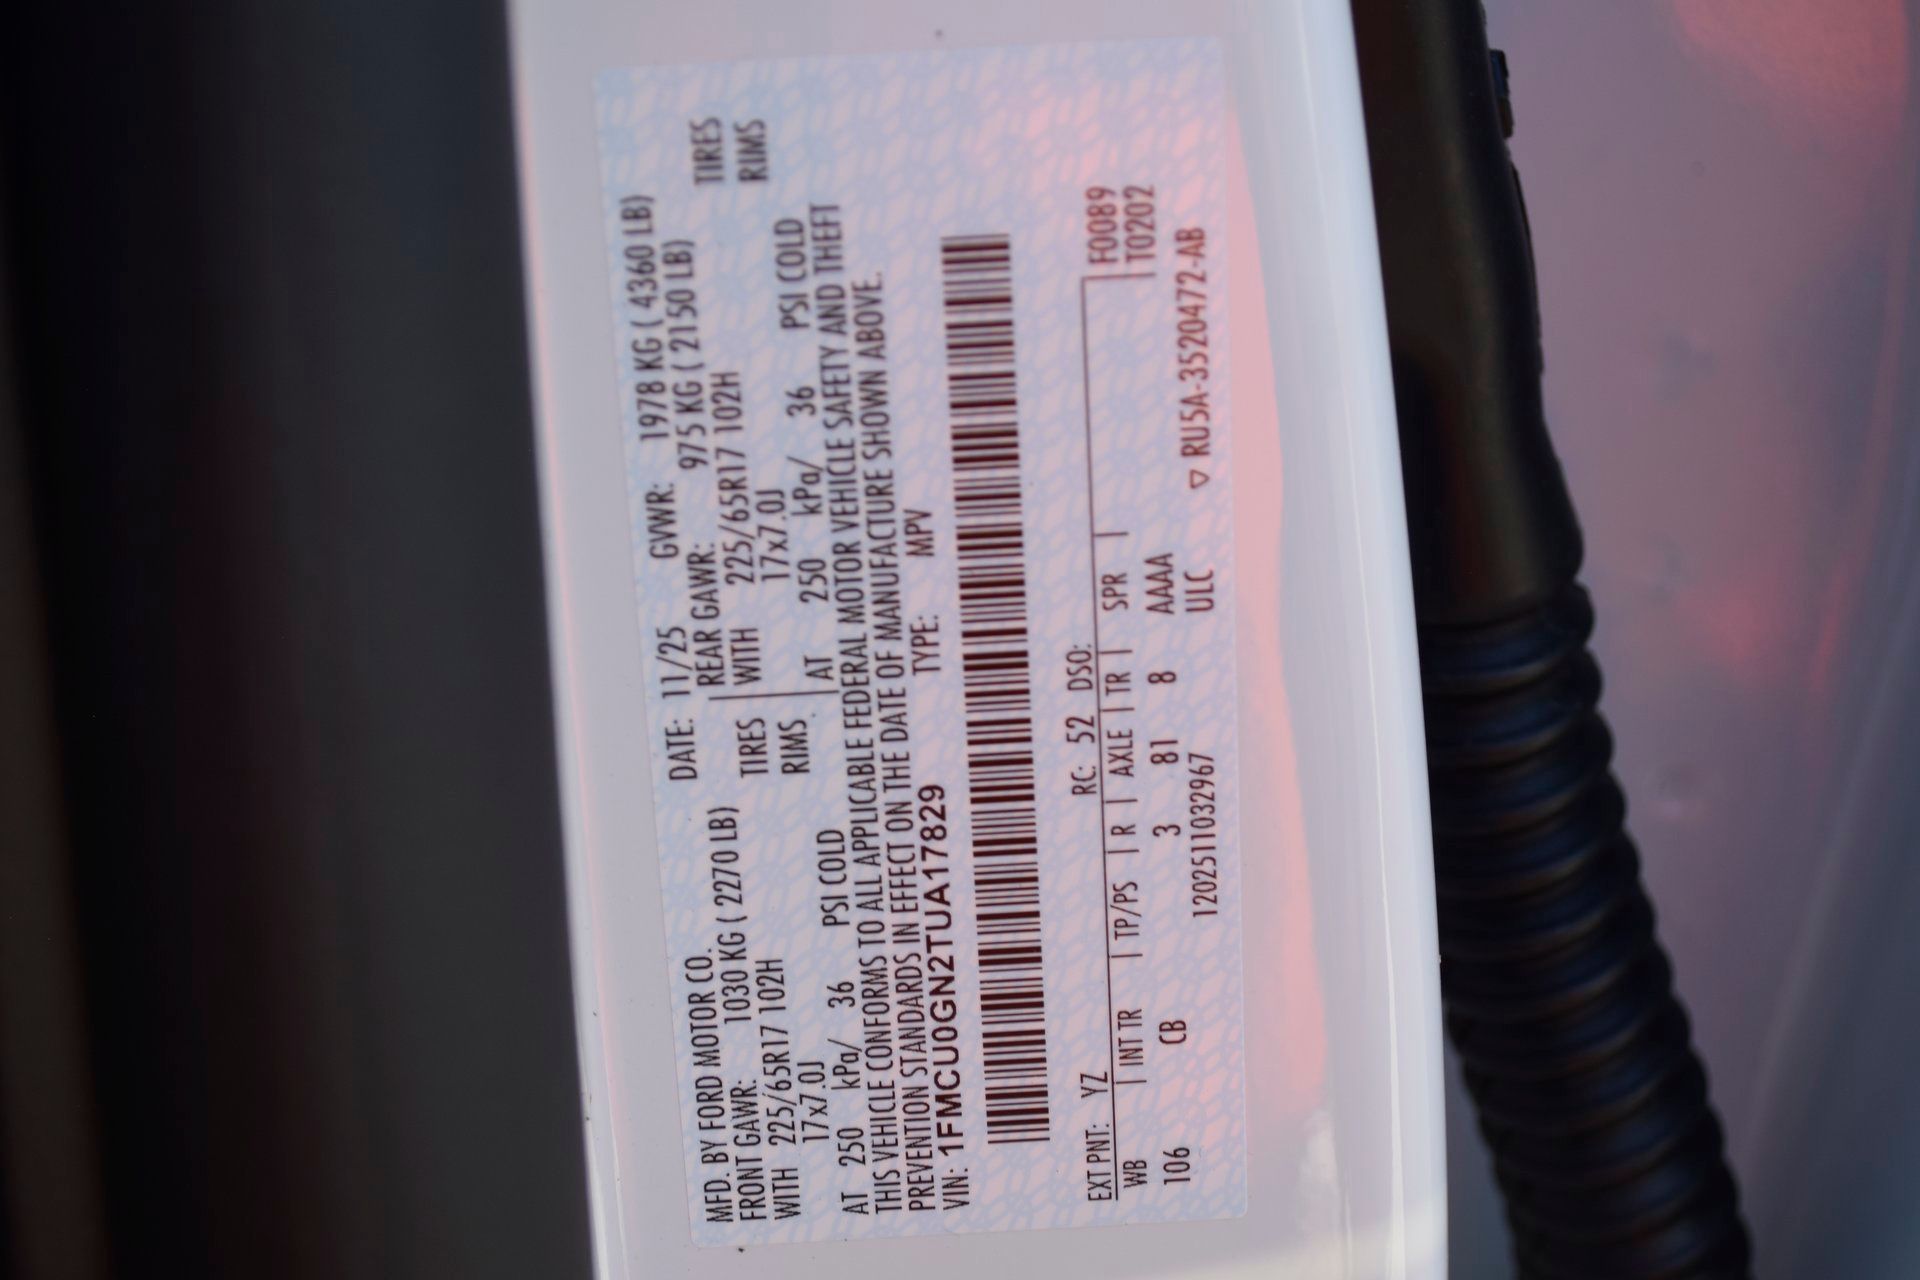 MFD. BY FORD MOTOR CO. DATE: 11/25 GVWR: 1978 KG ( 4360 LB)
FRONT GAWR: 1030 KG ( 2270 LB) REAR GAWR: 975 KG ( 2150 LB)
WITH 225/65R17 102H TIRES WITH 225/65R17 102H TIRES
17x7.0J RIMS 17x7.0J RIMS
AT 250 kPa/ 36 PSI COLD AT 250 kPa/ 36 PSI COLD
THIS VEHICLE CONFORMS TO ALL APPLICABLE FEDERAL MOTOR VEHICLE SAFETY AND THEFT
PREVENTION STANDARDS IN EFFECT ON THE DATE OF MANUFACTURE SHOWN ABOVE.
VIN: 1FMCU0GN2TUA17829 TYPE: MPV
EXT PNT: YZ RC: 52 DSO: F0089
WB | INT TR | TP/PS | R | AXLE | TR | SPR | T0202
106 CB 3 81 8 AAAA
1202511032967 ULC ▽ RU5A-3520472-AB